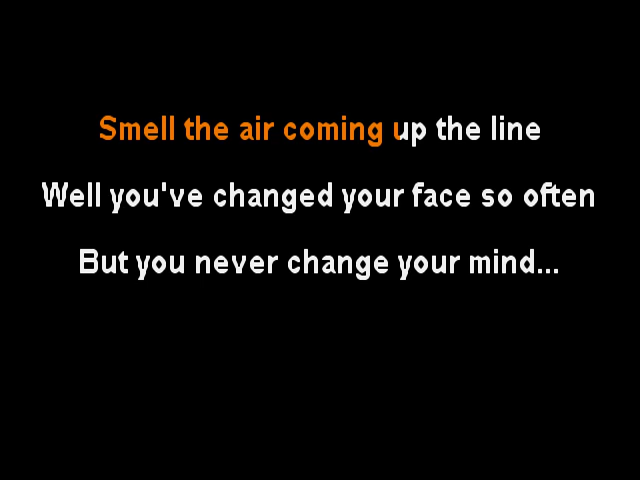 Smell the air coming up the line
Well you've changed your face so often
But you never change your mind...